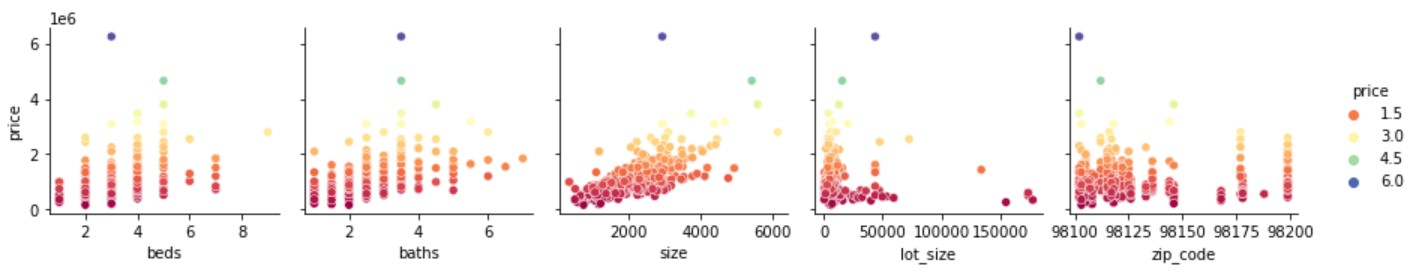 1e6
price
6
4
2
0
2 4 6 8
beds
2 4 6
baths
2000 4000 6000
size
0 50000 100000 150000
lot_size
98100 98125 98150 98175 98200
zip_code
price
1.5
3.0
4.5
6.0